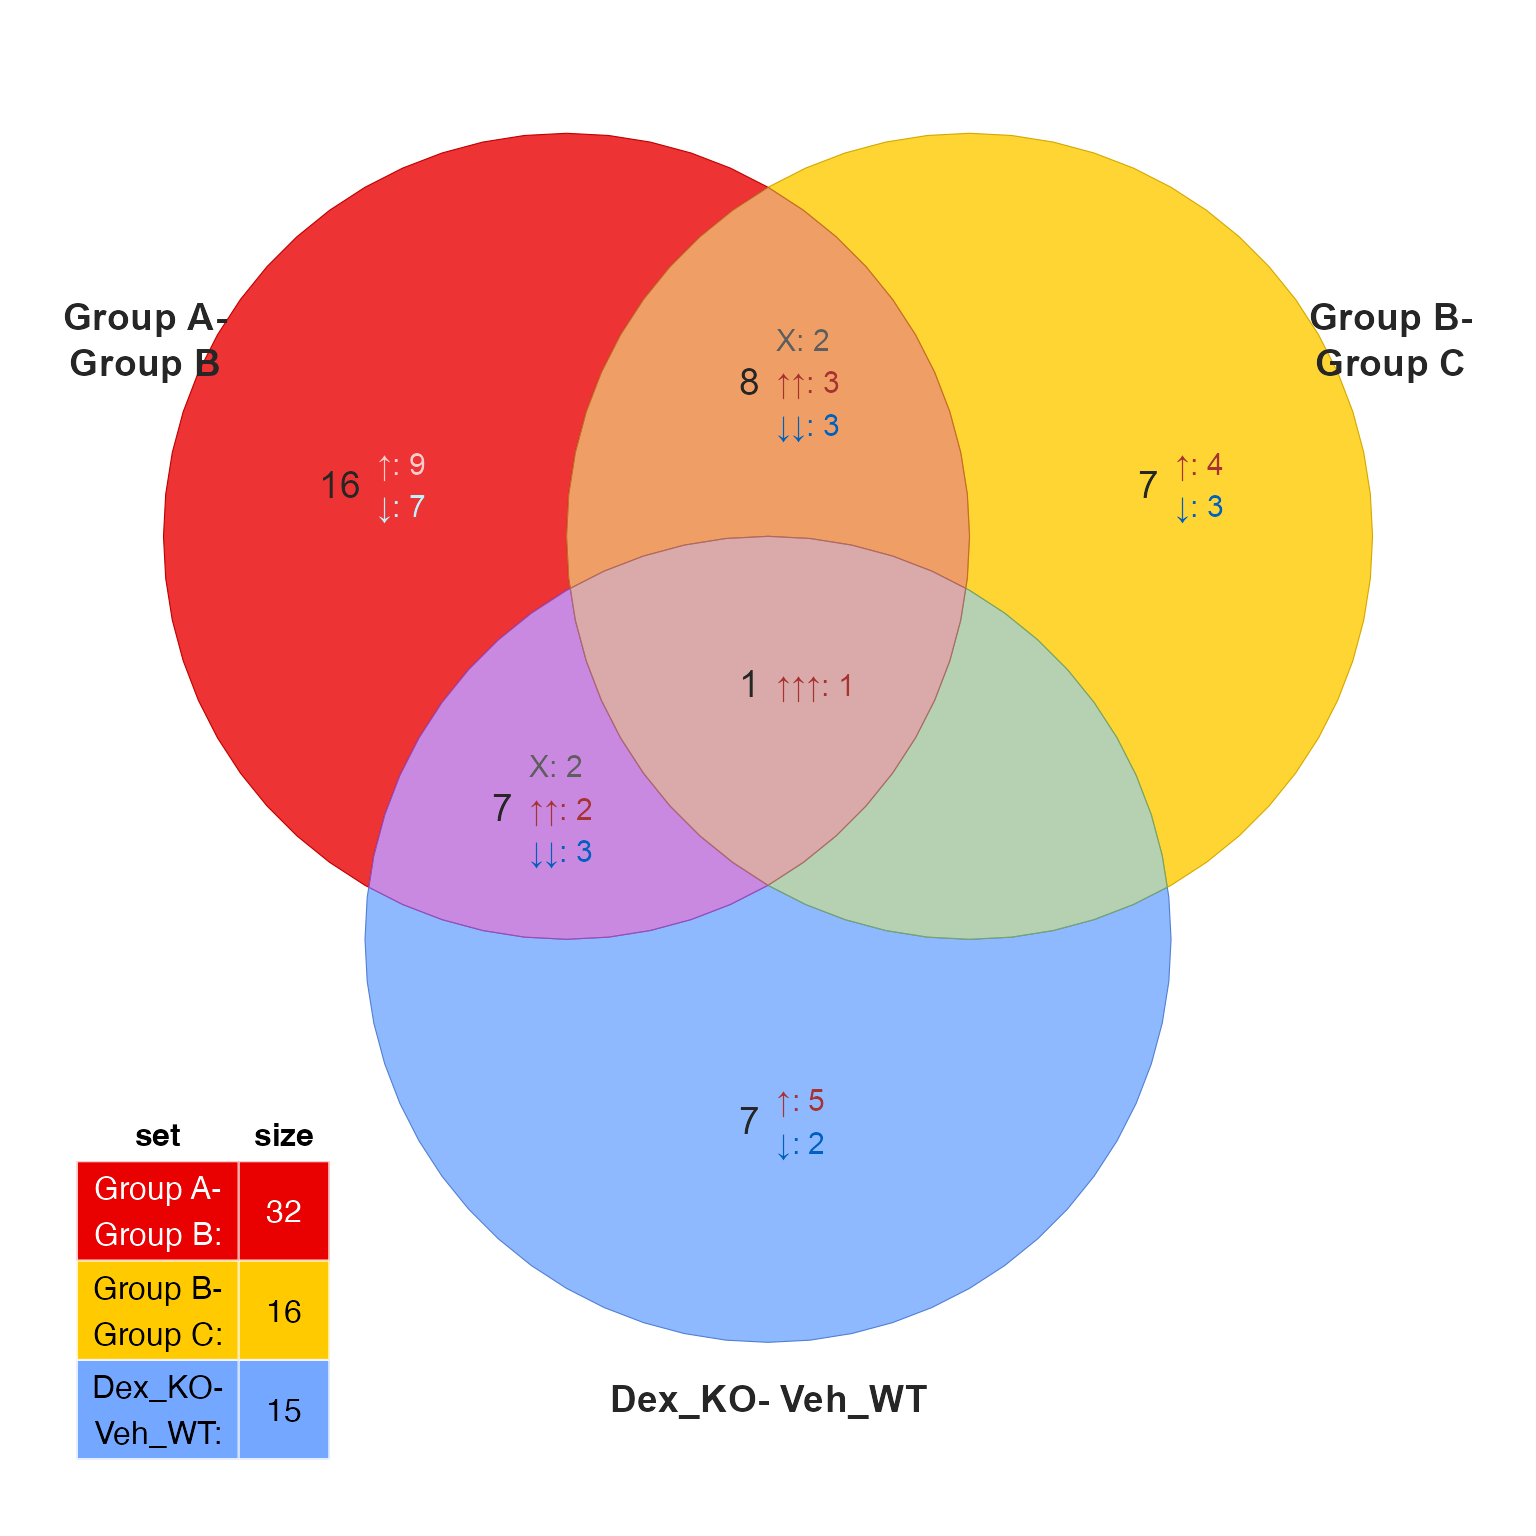 Group A-
Group B
Group B-
Group C
X: 2
8 ↑↑: 3
↓↓: 3
16 ↑: 9
↓: 7
7 ↑: 4
↓: 3
1 ↑↑↑: 1
X: 2
7 ↑↑: 2
↓↓: 3
7 ↑: 5
↓: 2
set size
Group A-
Group B: 32
Group B-
Group C: 16
Dex_KO-
Veh_WT: 15
Dex_KO- Veh_WT